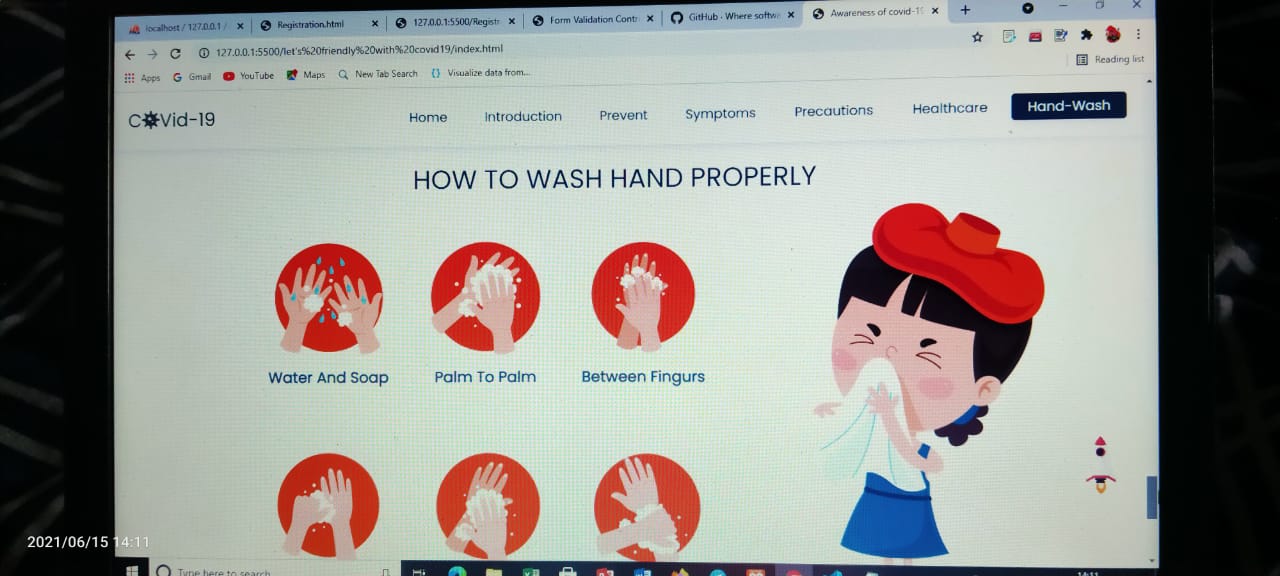 localhost / 127.0.0.1 /
Registration.html
127.0.0.1:5500/Registr
Form Validation Contr
GitHub · Where softwa
Awareness of covid-19
127.0.0.1:5500/let's%20friendly%20with%20covid19/index.html
Apps
Gmail
YouTube
Maps
New Tab Search
Visualize data from...
Reading list
COVid-19
Home
Introduction
Prevent
Symptoms
Precautions
Healthcare
Hand-Wash
HOW TO WASH HAND PROPERLY
Water And Soap
Palm To Palm
Between Fingurs
2021/06/15 14:11
Type here to search
14:11